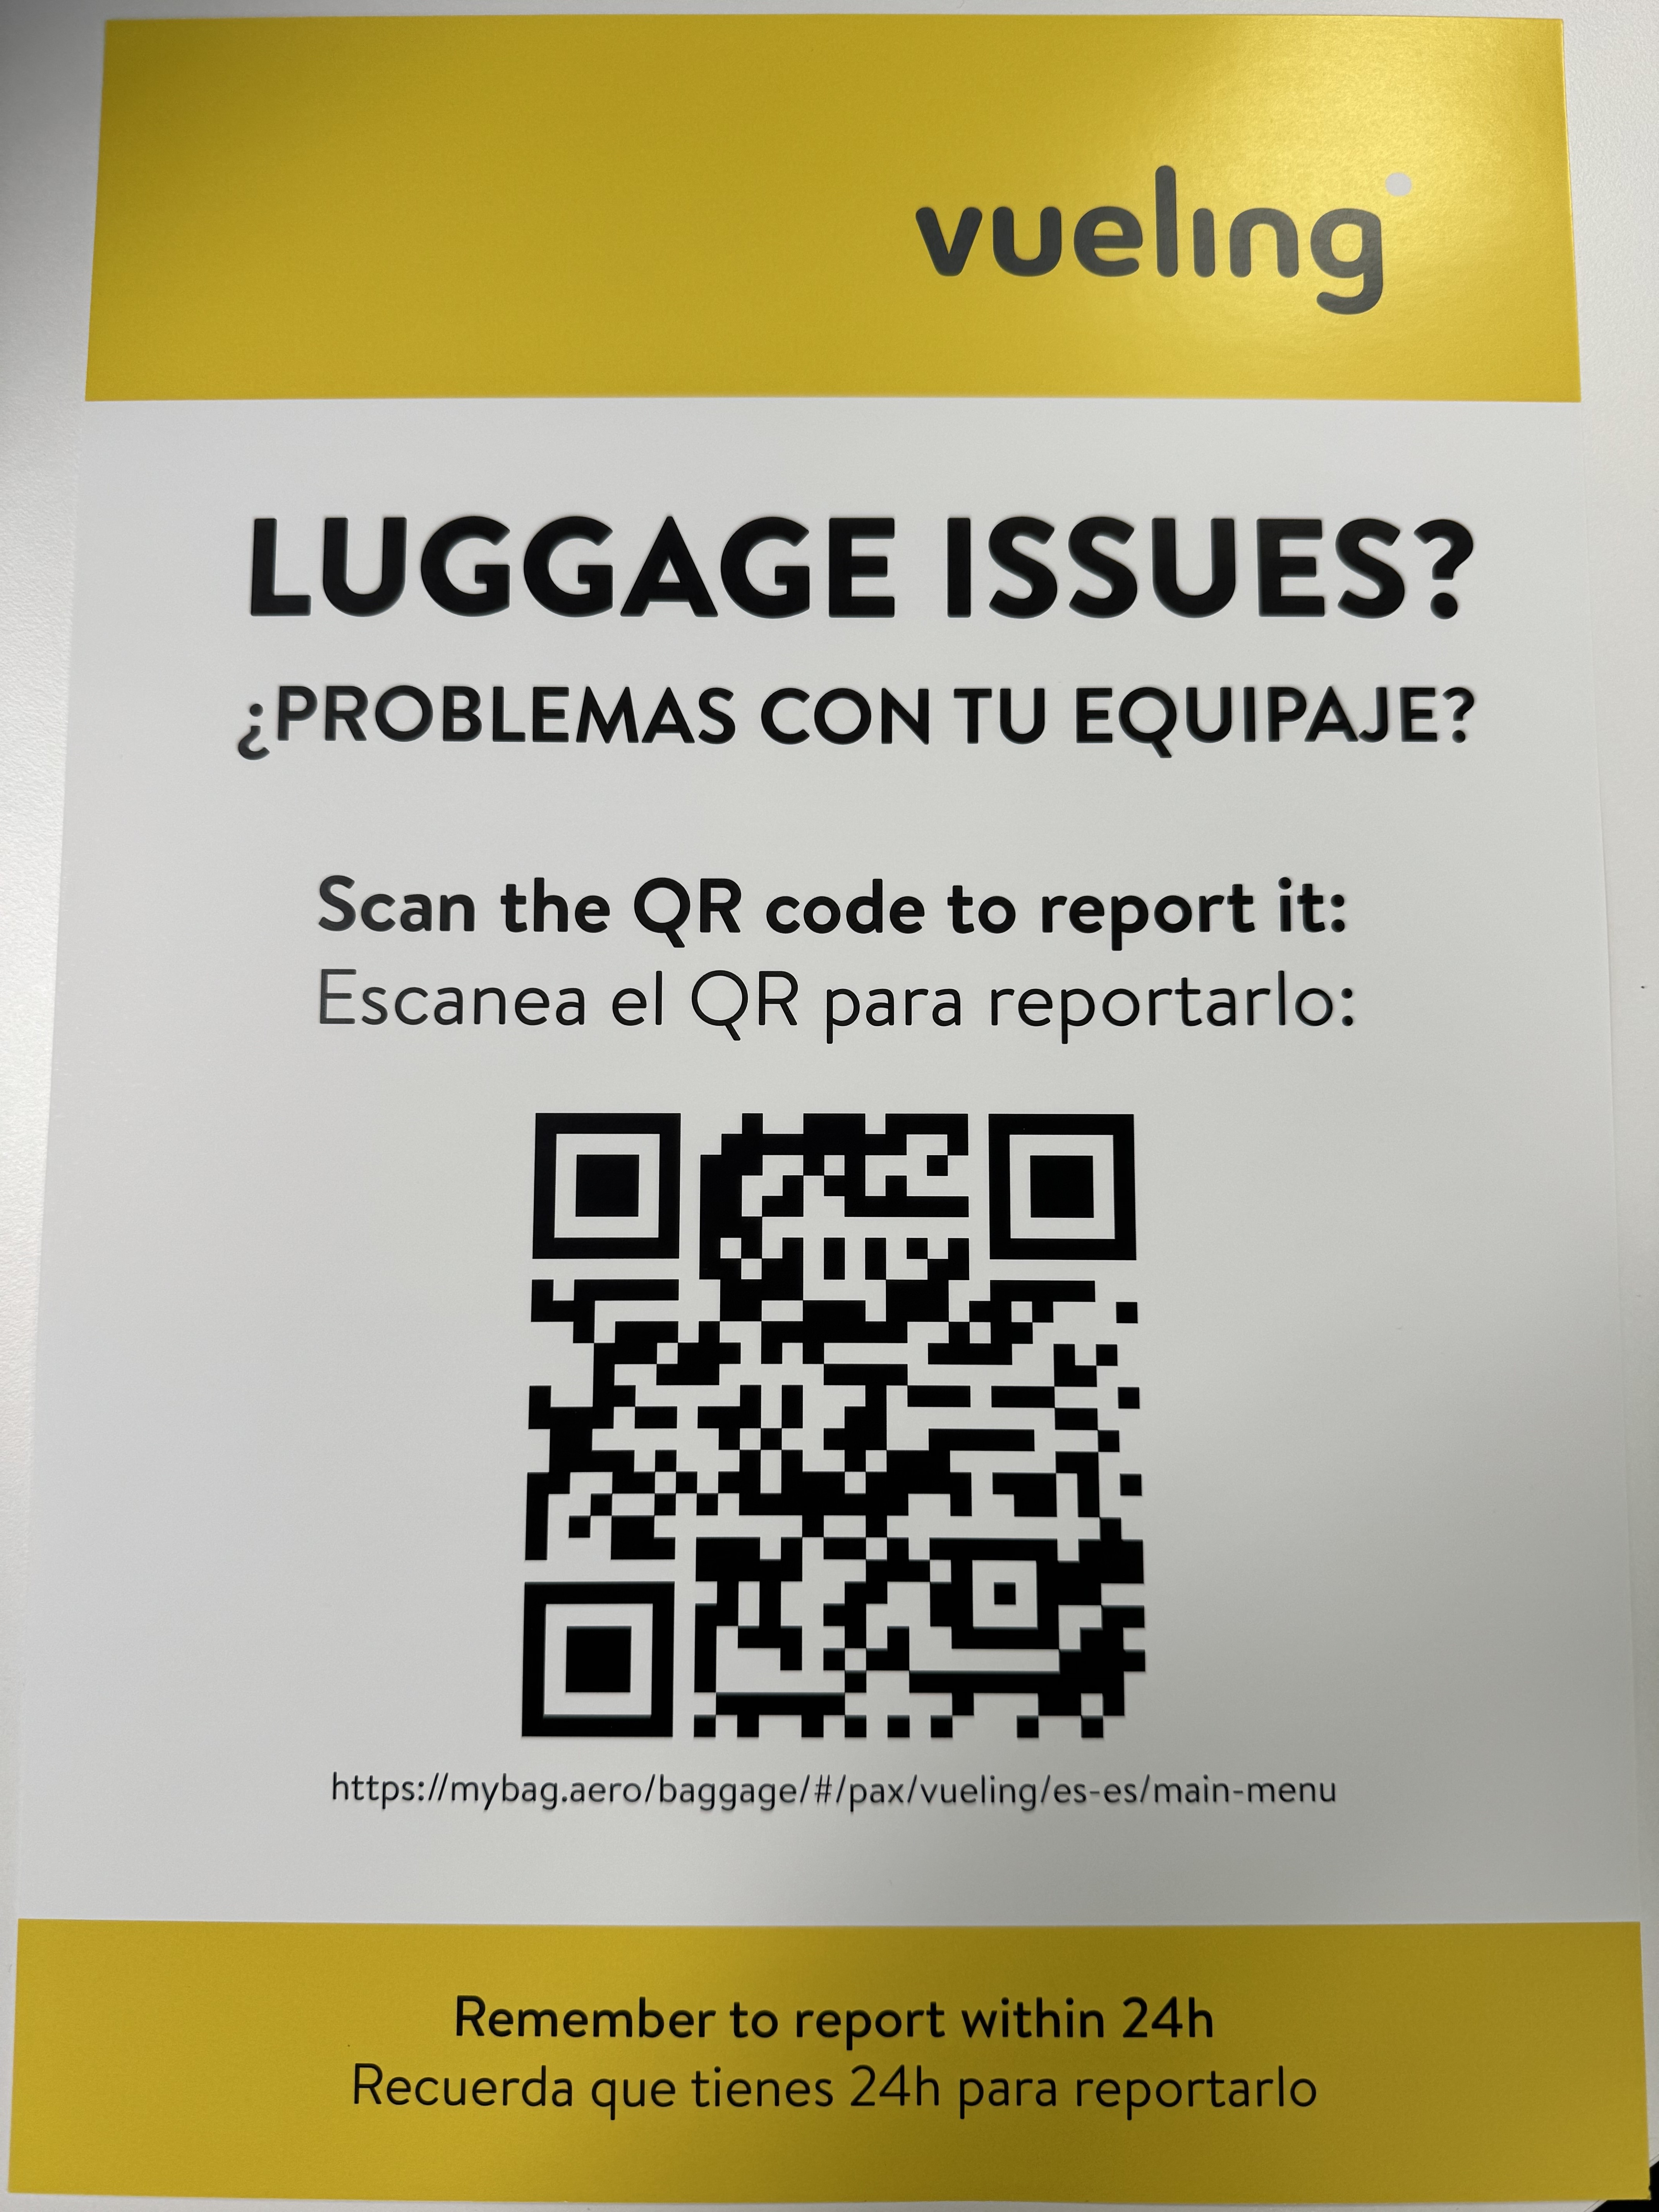 vueling
LUGGAGE ISSUES?
¿PROBLEMAS CON TU EQUIPAJE?
Scan the QR code to report it:
Escanea el QR para reportarlo:
https://mybag.aero/baggage/#/pax/vueling/es-es/main-menu
Remember to report within 24h
Recuerda que tienes 24h para reportarlo